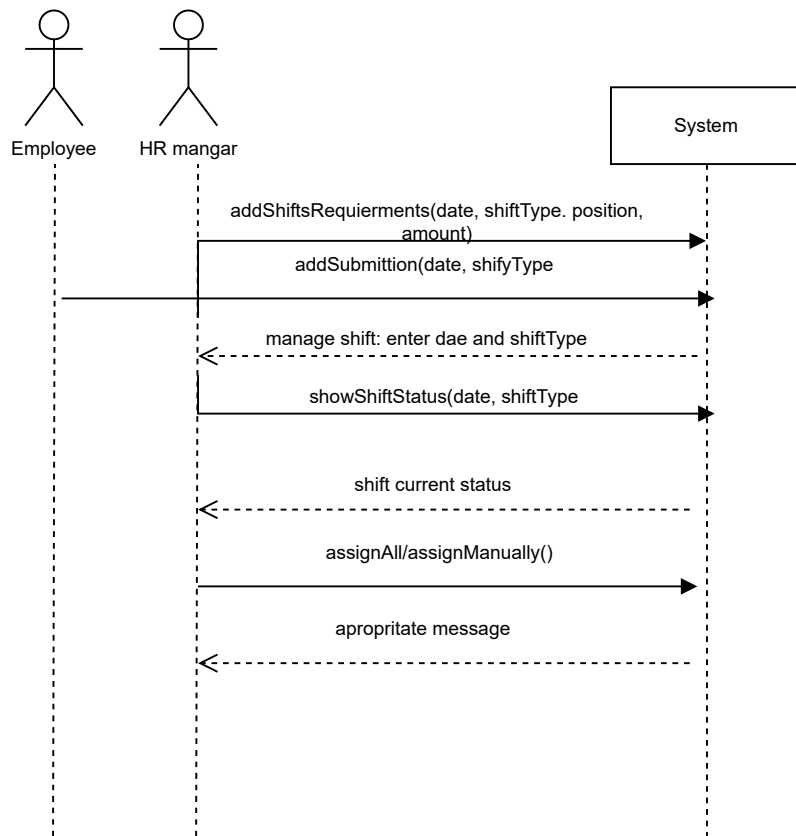 System
Employee
HR mangar
addShiftsRequierments(date, shiftType. position,
amount)
addSubmittion(date, shifyType
manage shift: enter dae and shiftType
showShiftStatus(date, shiftType
shift current status
assignAll/assignManually()
apropritate message